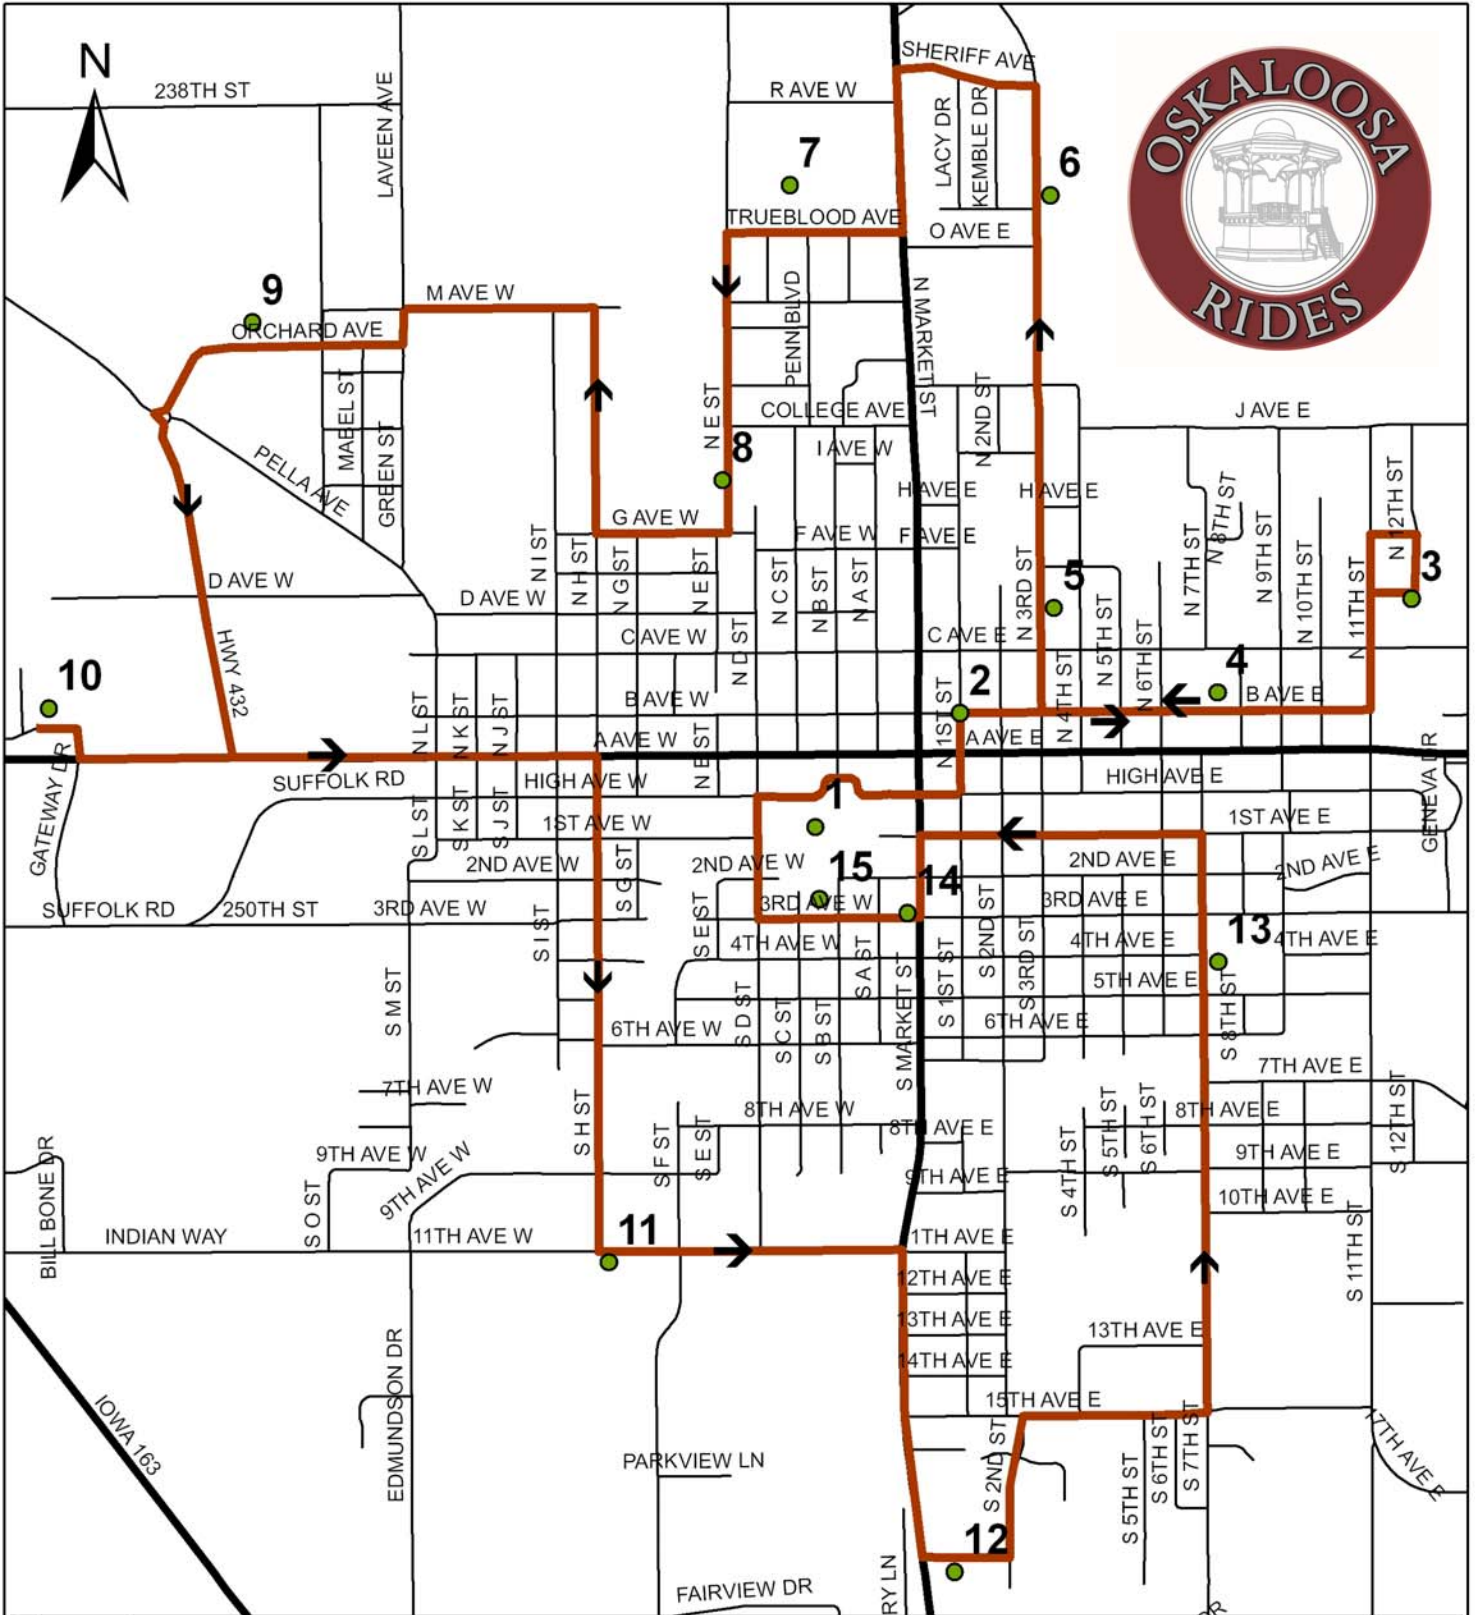 SHERIFF AVE
N
238TH ST
LAVEEN AVE
R AVE W
LACY DR
KEMBLE DR
OSKALOOSA
RIDES
7
6
TRUEBLOOD AVE
O AVE E
9
M AVE W
ORCHARD AVE
PENN BLVD
N MARKET ST
MABEL ST
GREEN ST
PELLA AVE
N E ST
8
COLLEGE AVE
I AVE W
N 2ND ST
J AVE E
H AVE E
H AVE E
G AVE W
F AVE W
F AVE E
N 12TH ST
N 8TH ST
N 7TH ST
N 9TH ST
N 10TH ST
N 11TH ST
3
N I ST
N H ST
N G ST
N E ST
N C ST
N B ST
N A ST
N 3RD ST
5
D AVE W
D AVE W
C AVE W
N D ST
C AVE E
N 5TH ST
N 6TH ST
4
HWY 432
10
B AVE W
2
N 4TH ST
B AVE E
N L ST
N K ST
N J ST
A AVE W
N E ST
N 1ST ST
A AVE E
SUFFOLK RD
HIGH AVE W
HIGH AVE E
GATEWAY DR
GENEVA DR
S L ST
S K ST
S J ST
1ST AVE W
1
1ST AVE E
2ND AVE W
S G ST
2ND AVE W
15
14
2ND AVE E
2ND AVE E
SUFFOLK RD
250TH ST
3RD AVE W
3RD AVE W
3RD AVE E
S I ST
S E ST
4TH AVE W
S A ST
S 2ND ST
4TH AVE E
13
4TH AVE E
S M ST
S D ST
S C ST
S B ST
S MARKET ST
S 1ST ST
S 3RD ST
5TH AVE E
6TH AVE W
6TH AVE E
S 8TH ST
7TH AVE W
S H ST
7TH AVE E
8TH AVE W
8TH AVE E
8TH AVE E
S 12TH ST
BILL BONE DR
9TH AVE W
9TH AVE W
S F ST
S E ST
9TH AVE E
S 4TH ST
S 5TH ST
S 6TH ST
9TH AVE E
S O ST
10TH AVE E
INDIAN WAY
11TH AVE W
11
1TH AVE E
S 11TH ST
12TH AVE E
13TH AVE E
13TH AVE E
14TH AVE E
EDMUNDSON DR
15TH AVE E
IOWA 163
PARKVIEW LN
S 2ND ST
S 5TH ST
S 6TH ST
S 7TH ST
17TH AVE E
12
FAIRVIEW DR
RY LN
DR